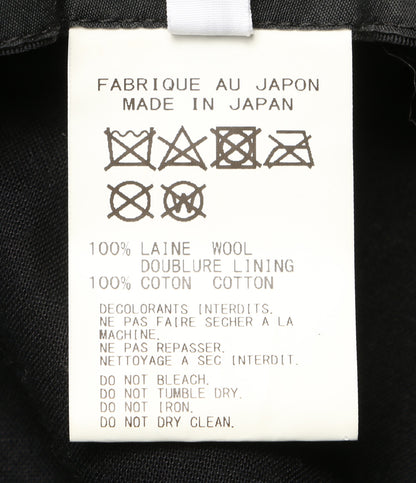 FABRIQUE AU JAPON
MADE IN JAPAN
W
100% LAINE WOOL
DOUBLURE LINING
100% COTON COTTON
DECOLORANTS INTERDITS.
NE PAS FAIRE SECHER A LA
MACHINE.
NE PAS REPASSER.
NETTOYAGE A SEC INTERDIT.
DO NOT BLEACH.
DO NOT TUMBLE DRY.
DO NOT IRON.
DO NOT DRY CLEAN.